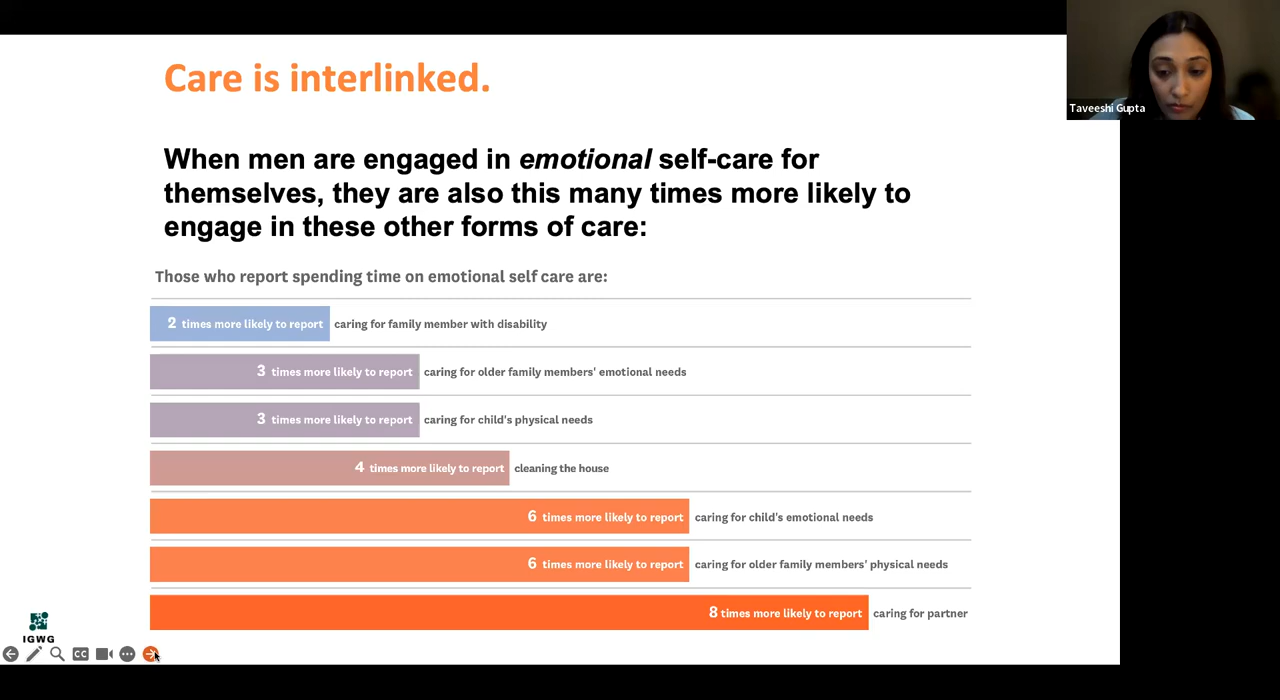 Care is interlinked.
Taveeshi Gupta
When men are engaged in emotional self-care for
themselves, they are also this many times more likely to
engage in these other forms of care:
Those who report spending time on emotional self care are:
2 times more likely to report caring for family member with disability
3 times more likely to report caring for older family members' emotional needs
3 times more likely to report caring for child's physical needs
4 times more likely to report cleaning the house
6 times more likely to report caring for child's emotional needs
6 times more likely to report caring for older family members' physical needs
8 times more likely to report caring for partner
IGWG
CC